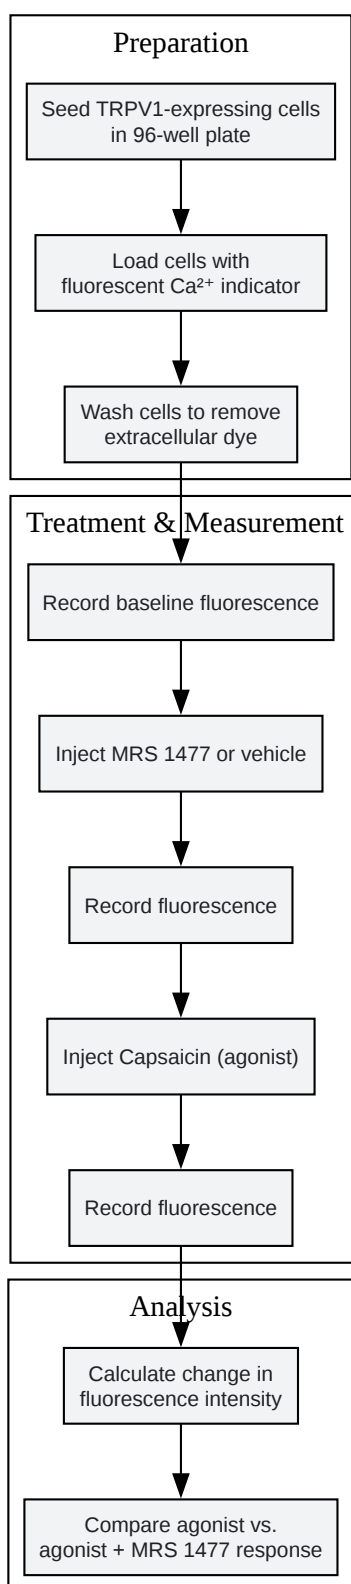 Preparation
Seed TRPV1-expressing cells
in 96-well plate
Load cells with
fluorescent Ca²⁺ indicator
Wash cells to remove
extracellular dye
Treatment & Measurement
Record baseline fluorescence
Inject MRS 1477 or vehicle
Record fluorescence
Inject Capsaicin (agonist)
Record fluorescence
Analysis
Calculate change in
fluorescence intensity
Compare agonist vs.
agonist + MRS 1477 response